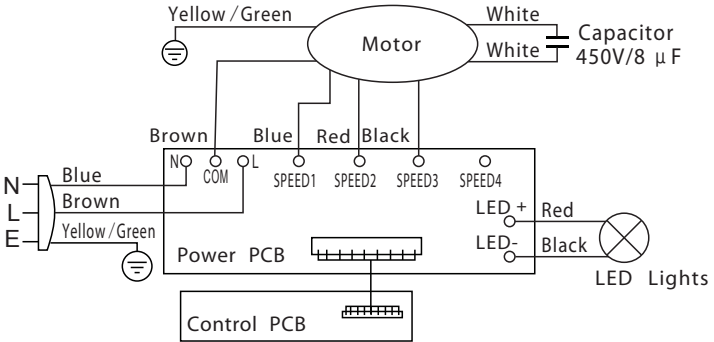 Yellow/Green
White
Motor
White
Capacitor
450V/8 μF
Brown
Blue
Red
Black
N
COM
L
SPEED1
SPEED2
SPEED3
SPEED4
N
Blue
L
Brown
E
Yellow/Green
LED+
Red
LED-
Black
Power PCB
LED Lights
Control PCB